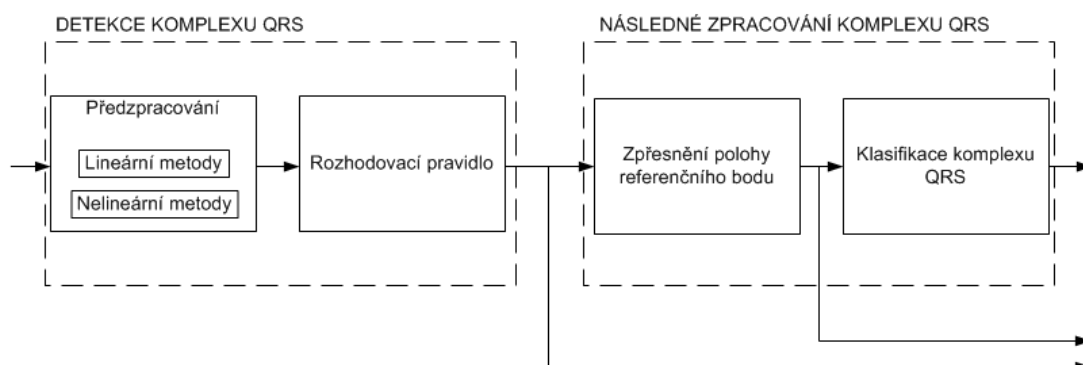 DETEKCE KOMPLEXU QRS
Předzpracování
Lineární metody
Nelineární metody
Rozhodovací pravidlo
NÁSLEDNÉ ZPRACOVÁNÍ KOMPLEXU QRS
Zpřesnění polohy
referenčního bodu
Klasifikace komplexu
QRS